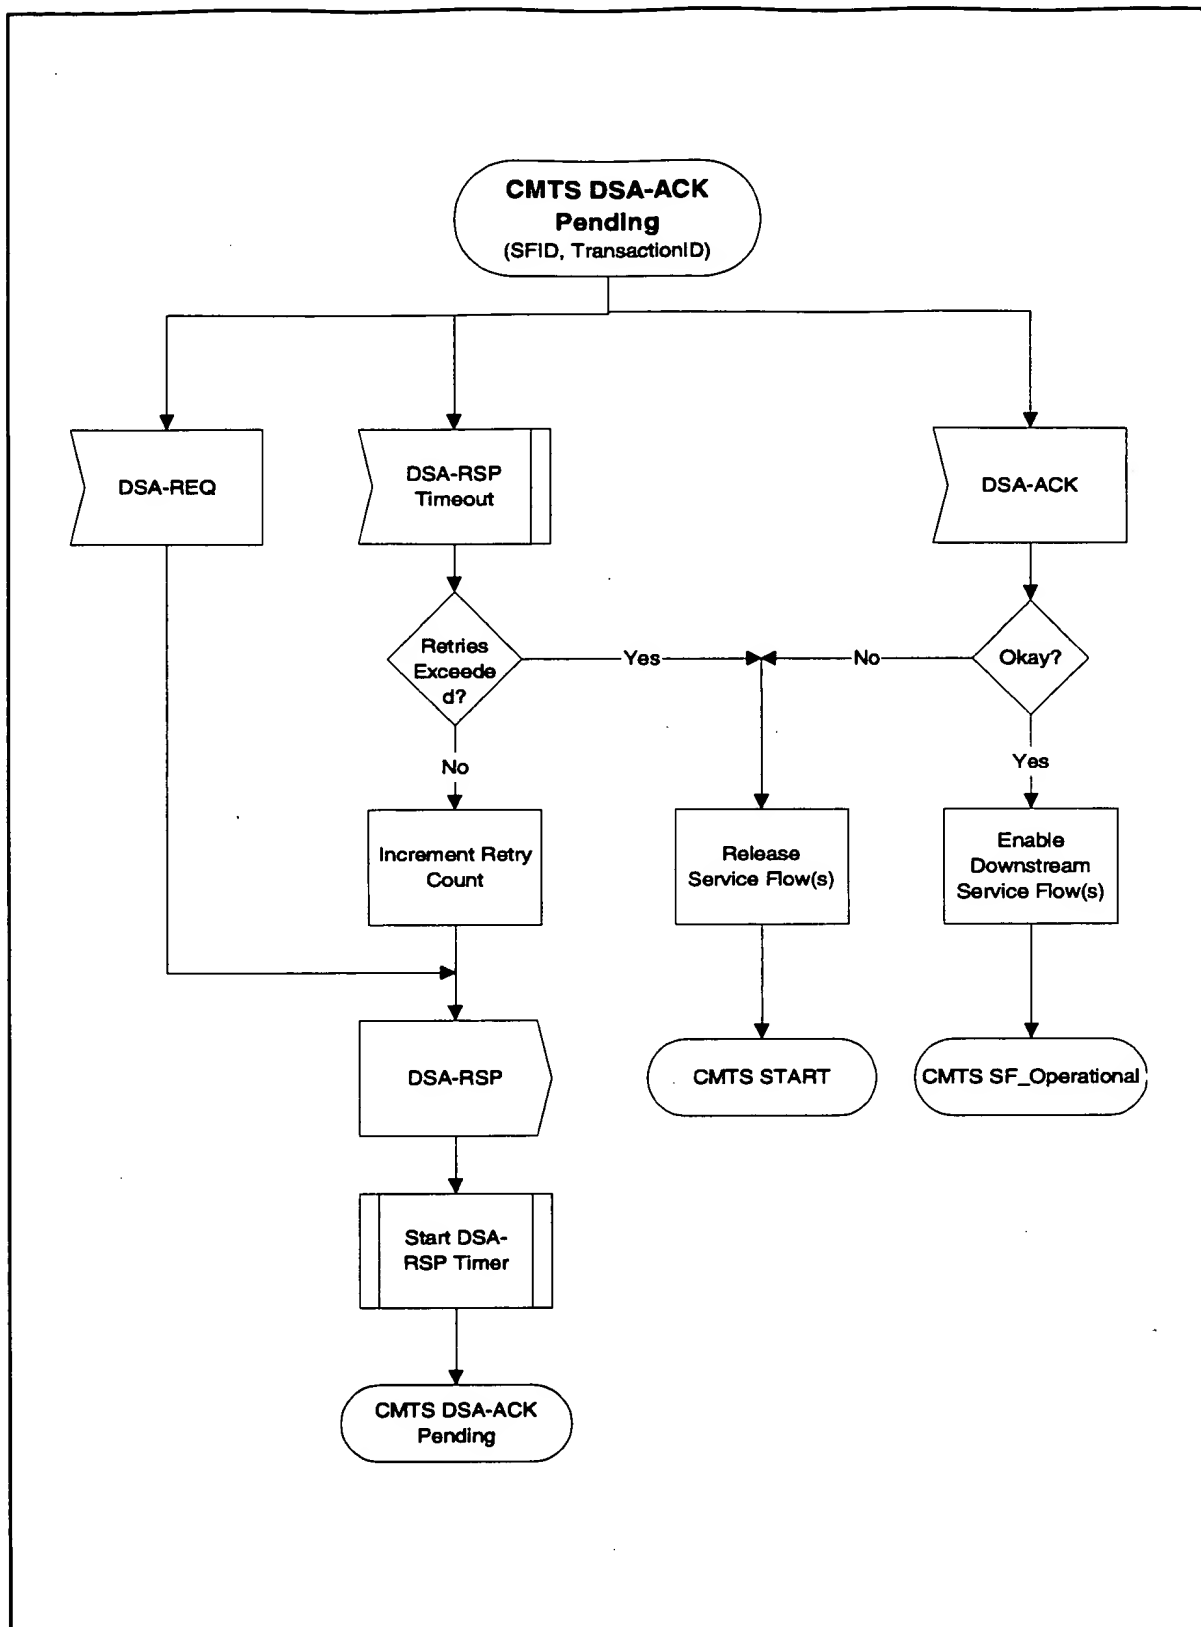 CMTS DSA-ACK
Pending
(SFID, TransactionID)
DSA-REQ
DSA-RSP
Timeout
DSA-ACK
Retries
Exceede
d?
Yes
No
Okay?
No
Yes
Increment Retry
Count
Release
Service Flow(s)
Enable
Downstream
Service Flow(s)
DSA-RSP
CMTS START
CMTS SF_Operational
Start DSA-
RSP Timer
CMTS DSA-ACK
Pending